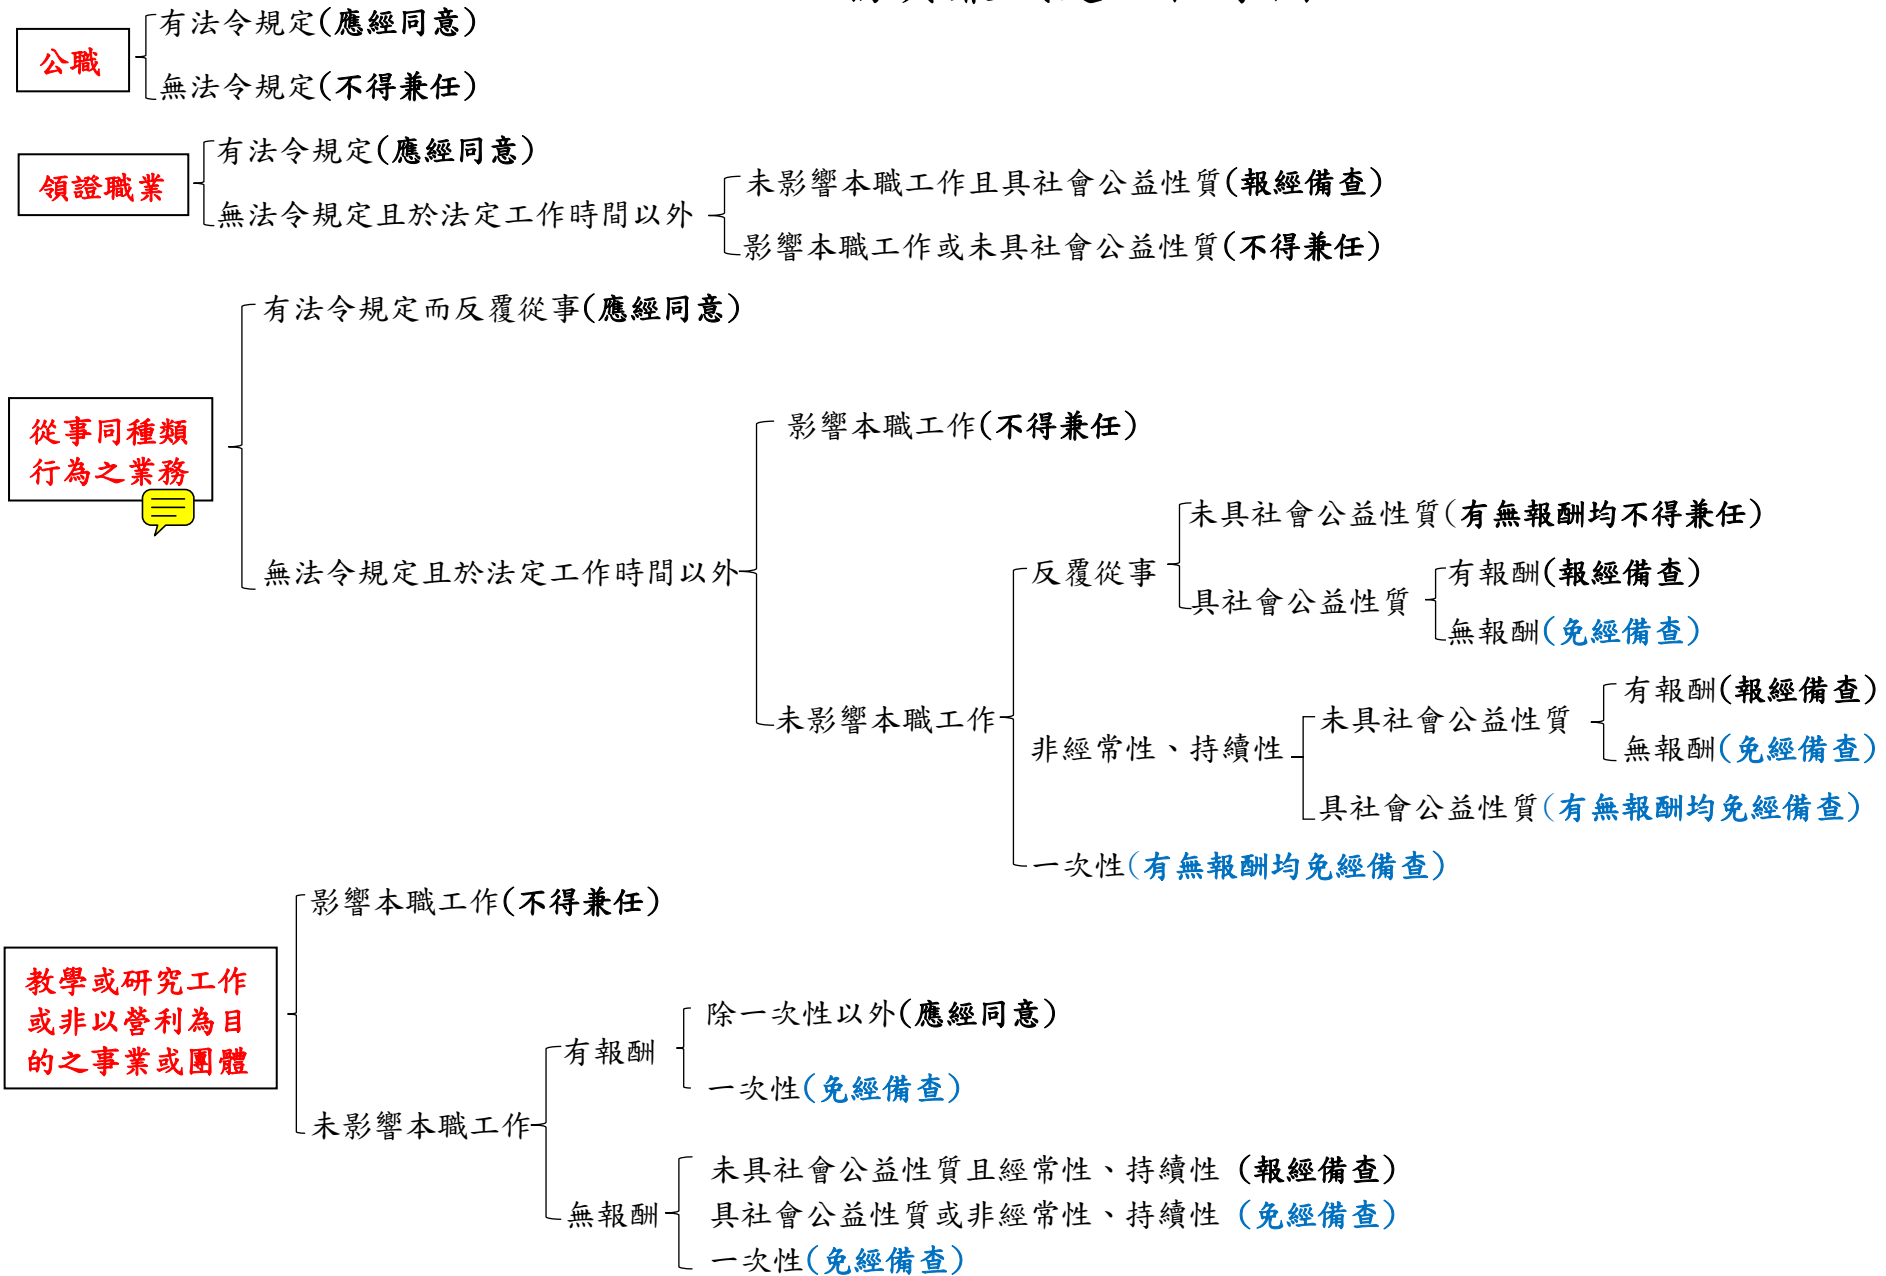 公職
有法令規定(應經同意)
無法令規定(不得兼任)
領證職業
有法令規定(應經同意)
無法令規定且於法定工作時間以外
未影響本職工作且具社會公益性質(報經備查)
影響本職工作或未具社會公益性質(不得兼任)
從事同種類
行為之業務
有法令規定而反覆從事(應經同意)
無法令規定且於法定工作時間以外
影響本職工作(不得兼任)
未影響本職工作
反覆從事
未具社會公益性質(有無報酬均不得兼任)
具社會公益性質
有報酬(報經備查)
無報酬(免經備查)
非經常性、持續性
未具社會公益性質
有報酬(報經備查)
無報酬(免經備查)
具社會公益性質(有無報酬均免經備查)
一次性(有無報酬均免經備查)
教學或研究工作
或非以營利為目
的之事業或團體
影響本職工作(不得兼任)
未影響本職工作
有報酬
除一次性以外(應經同意)
一次性(免經備查)
無報酬
未具社會公益性質且經常性、持續性 (報經備查)
具社會公益性質或非經常性、持續性 (免經備查)
一次性(免經備查)